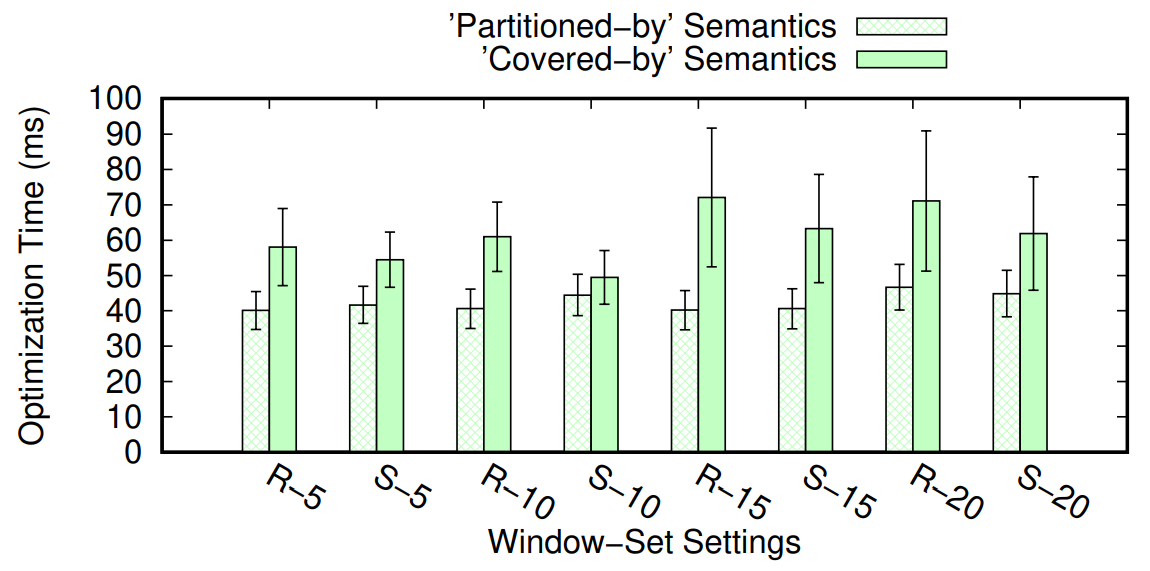 ’Partitioned−by’ Semantics
’Covered−by’ Semantics
Optimization Time (ms)
100
90
80
70
60
50
40
30
20
10
0
R−5
S−5
R−10
S−10
R−15
S−15
R−20
S−20
Window−Set Settings